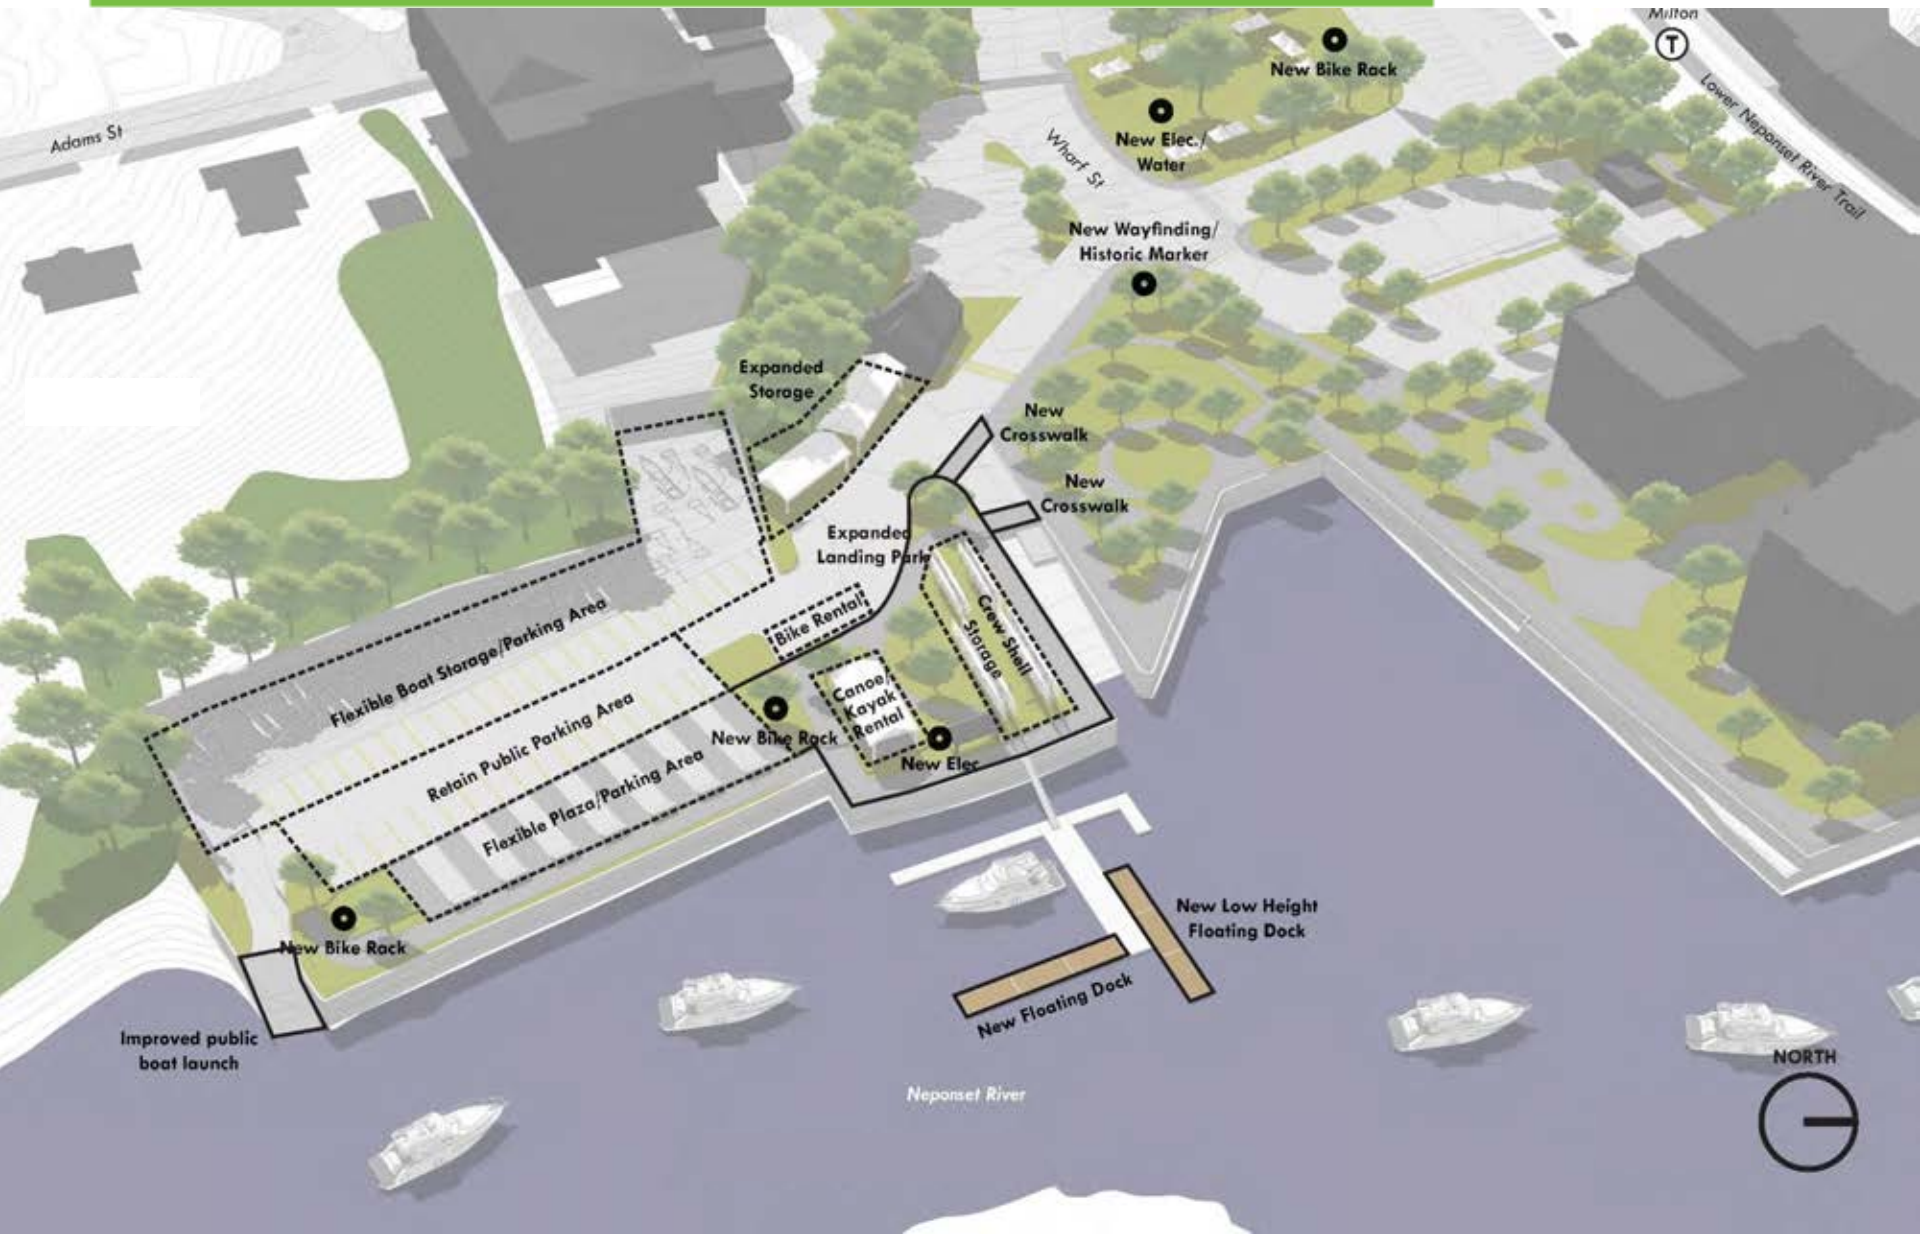 Milton
T
New Bike Rack
Lower Neponset River Trail
Adams St
New Elec./
Water
Wharf St
New Wayfinding/
Historic Marker
Expanded
Storage
New
Crosswalk
New
Crosswalk
Expanded
Landing Park
Bike Rental
Crew Shell
Storage
Flexible Boat Storage/Parking Area
Canoe/
Kayak
Rental
Retain Public Parking Area
New Bike Rack
New Elec
Flexible Plaza/Parking Area
New Low Height
Floating Dock
New Bike Rack
New Floating Dock
Improved public
boat launch
NORTH
Neponset River